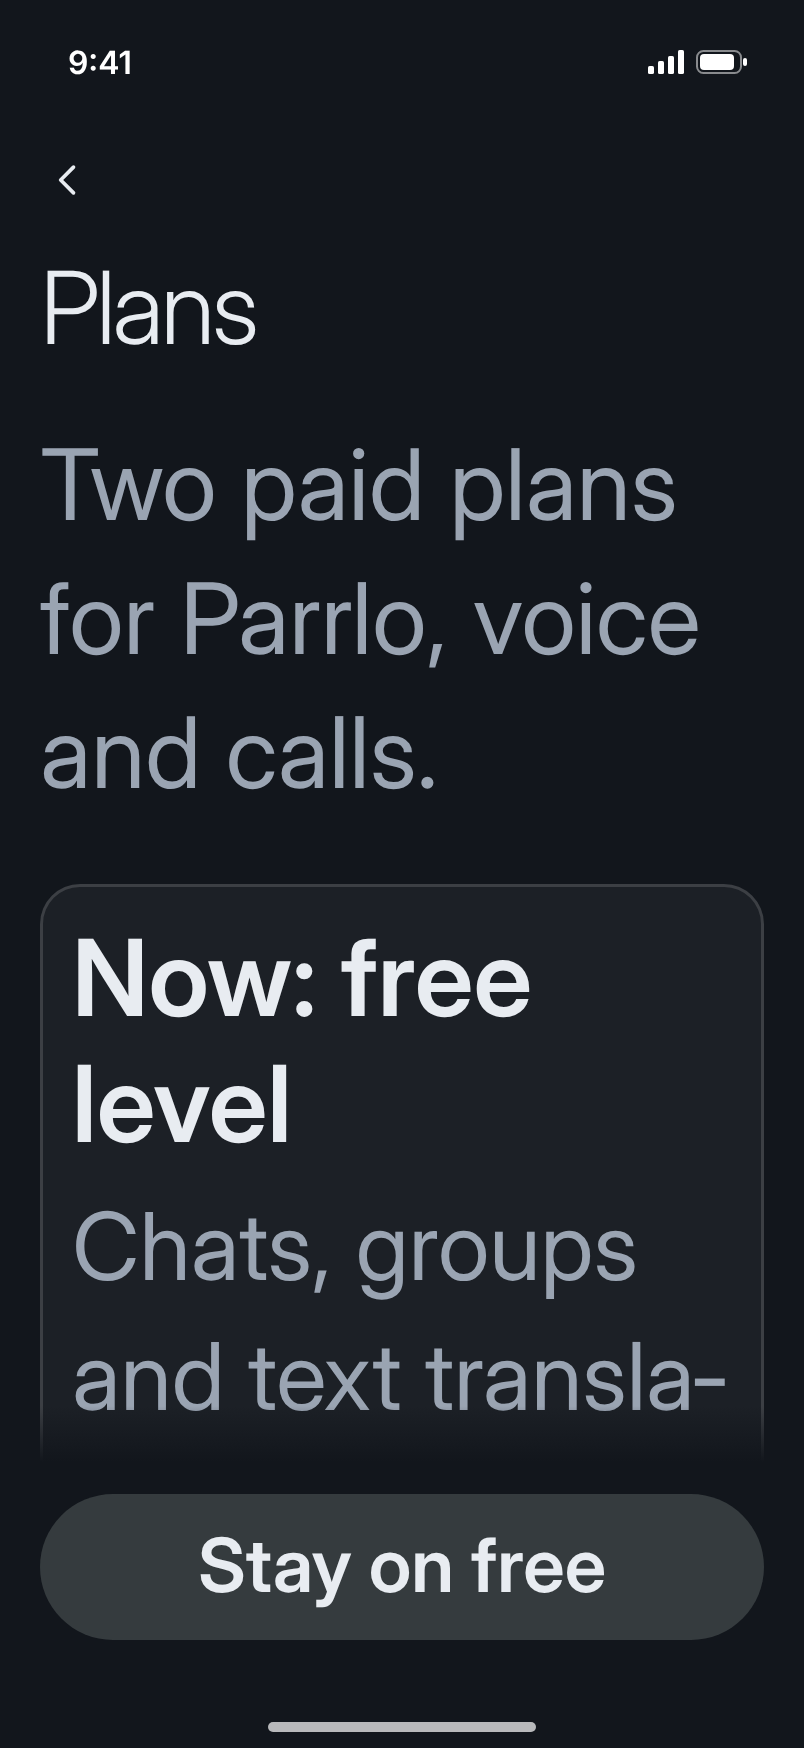 9:41
Plans
Two paid plans
for Parrlo, voice
and calls.
Now: free
level
Chats, groups
and text transla-
Stay on free